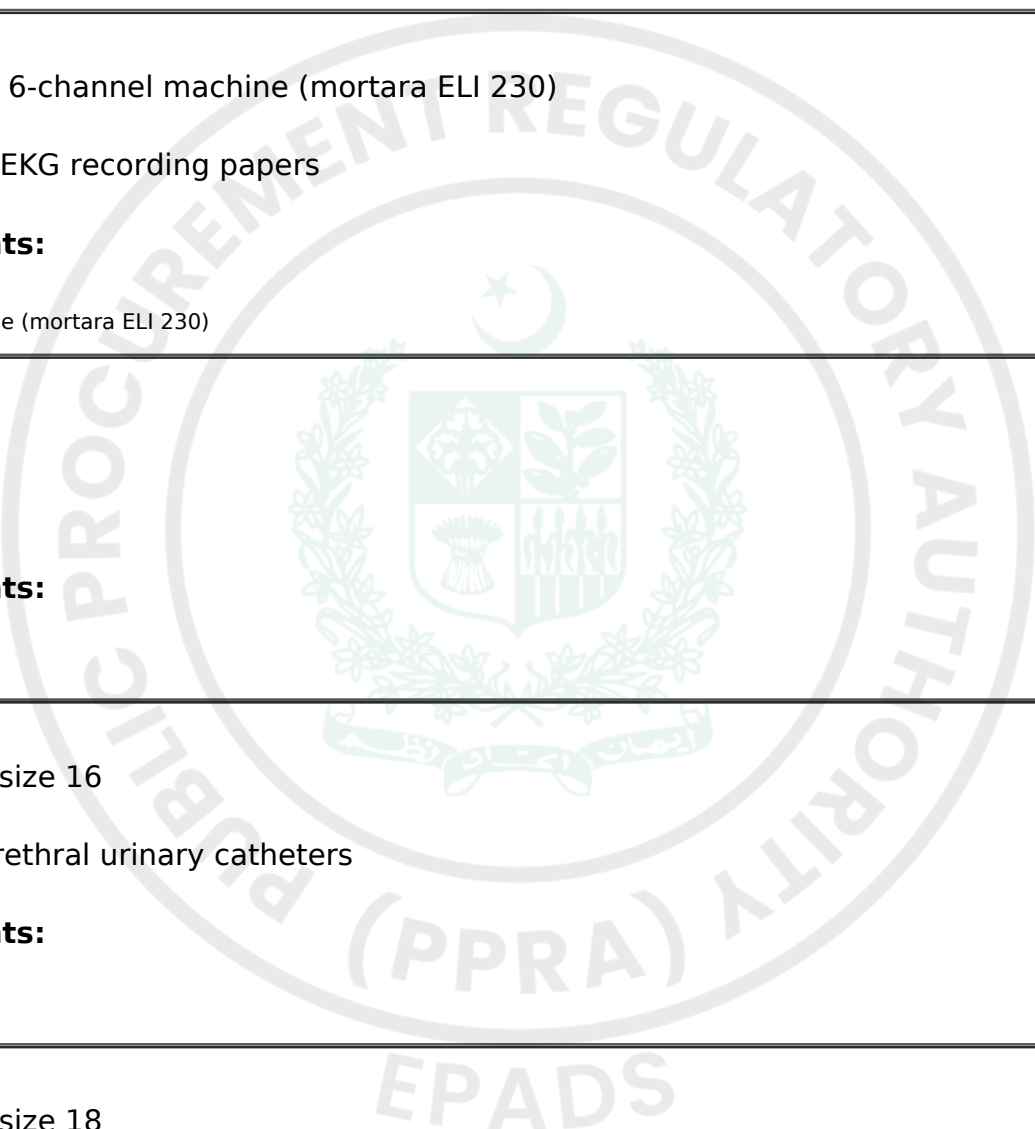 6-channel machine (mortara ELI 230)
EKG recording papers
ts:
e (mortara ELI 230)
ts:
size 16
rethral urinary catheters
ts:
size 18
PUBLIC PROCUREMENT REGULATORY AUTHORITY
(PPRA)
EPADS